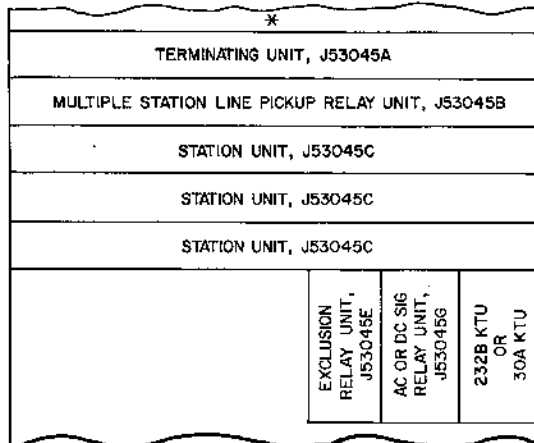 *
TERMINATING UNIT, J53045A
MULTIPLE STATION LINE PICKUP RELAY UNIT, J53045B
STATION UNIT, J53045C
STATION UNIT, J53045C
STATION UNIT, J53045C
EXCLUSION
RELAY UNIT,
J53045E
AC OR DC SIG
RELAY UNIT,
J53045G
232B KTU
OR
30A KTU